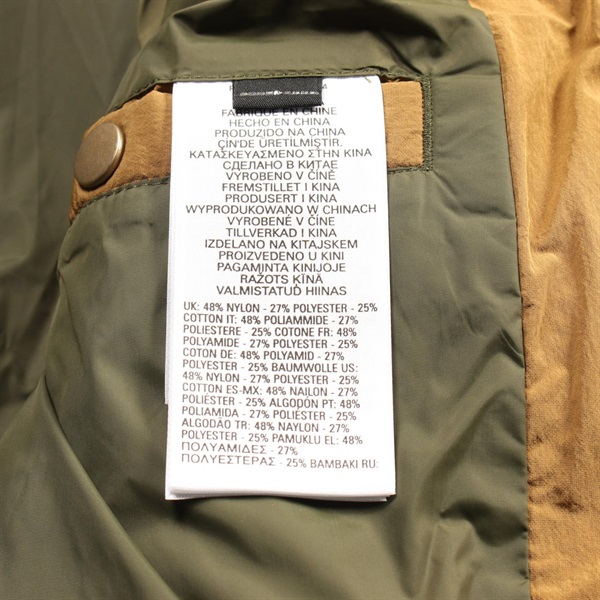 FABRIQUÉ EN CHINE
HECHO EN CHINA
PRODUZIDO NA CHINA
ÇIN'DE ÜRETILMIŞTIR.
ΚΑΤΑΣΚΕΥΑΣΜΕΝΟ ΣΤΗΝ ΚΙΝΑ
СДЕЛАНО В КИТАЕ
VYROBENO V ČÍNĚ
FREMSTILLET I KINA
PRODUSERT I KINA
WYPRODUKOWANO W CHINACH
VYROBENÉ V ČÍNE
TILLVERKAD I KINA
IZDELANO NA KITAJSKEM
PROIZVEDENO U KINI
PAGAMINTA KINIJOJE
RAŽOTS ĶĪNĀ
VALMISTATUD HIINAS
UK: 48% NYLON - 27% POLYESTER - 25%
COTTON IT: 48% POLIAMMIDE - 27%
POLIESTERE - 25% COTONE FR: 48%
POLYAMIDE - 27% POLYESTER - 25%
COTON DE: 48% POLYAMID - 27%
POLYESTER - 25% BAUMWOLLE US:
48% NYLON - 27% POLYESTER - 25%
COTTON ES-MX: 48% NAILON - 27%
POLIÉSTER - 25% ALGODÓN PT: 48%
POLIAMIDA - 27% POLIÉSTER - 25%
ALGODÃO TR: 48% NAYLON - 27%
POLYESTER - 25% PAMUKLU EL: 48%
ΠΟΛΥΑΜΙΔΕΣ - 27%
ΠΟΛΥΕΣΤΕΡΑΣ - 25% ΒΑΜΒΑΚΙ RU: